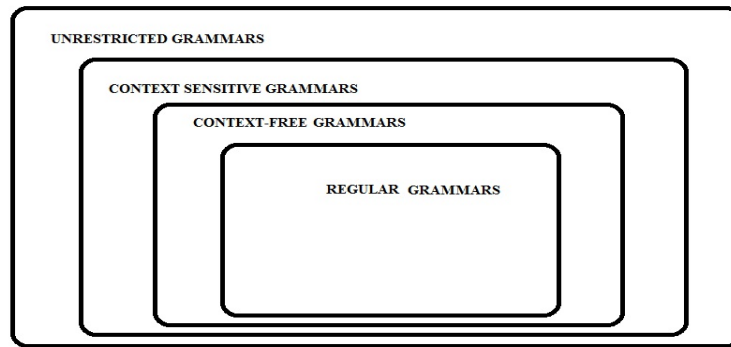 UNRESTRICTED GRAMMARS
CONTEXT SENSITIVE GRAMMARS
CONTEXT-FREE GRAMMARS
REGULAR GRAMMARS